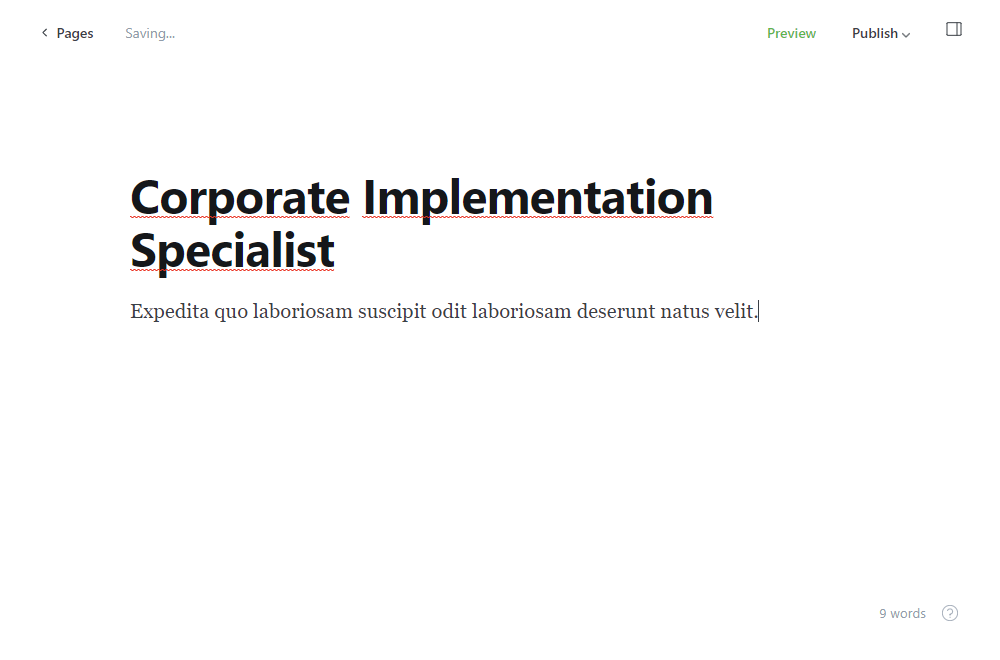 Pages
Saving...
Preview
Publish
Corporate Implementation
Specialist
Expedita quo laboriosam suscipit odit laboriosam deserunt natus velit.
9 words
?